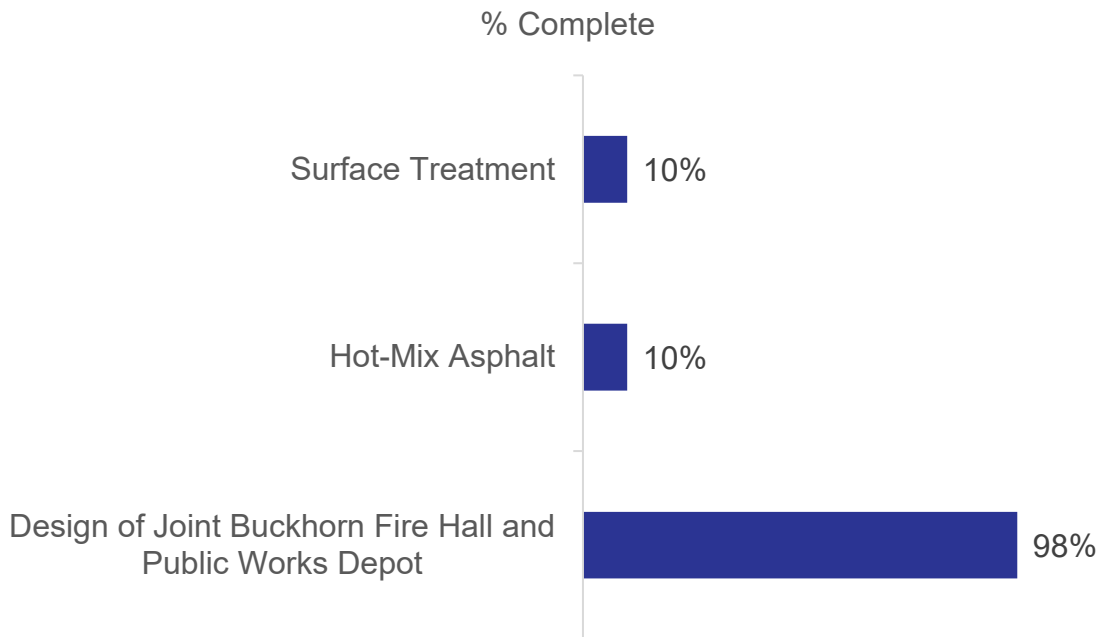 % Complete
Surface Treatment
10%
Hot-Mix Asphalt
10%
Design of Joint Buckhorn Fire Hall and
Public Works Depot
98%